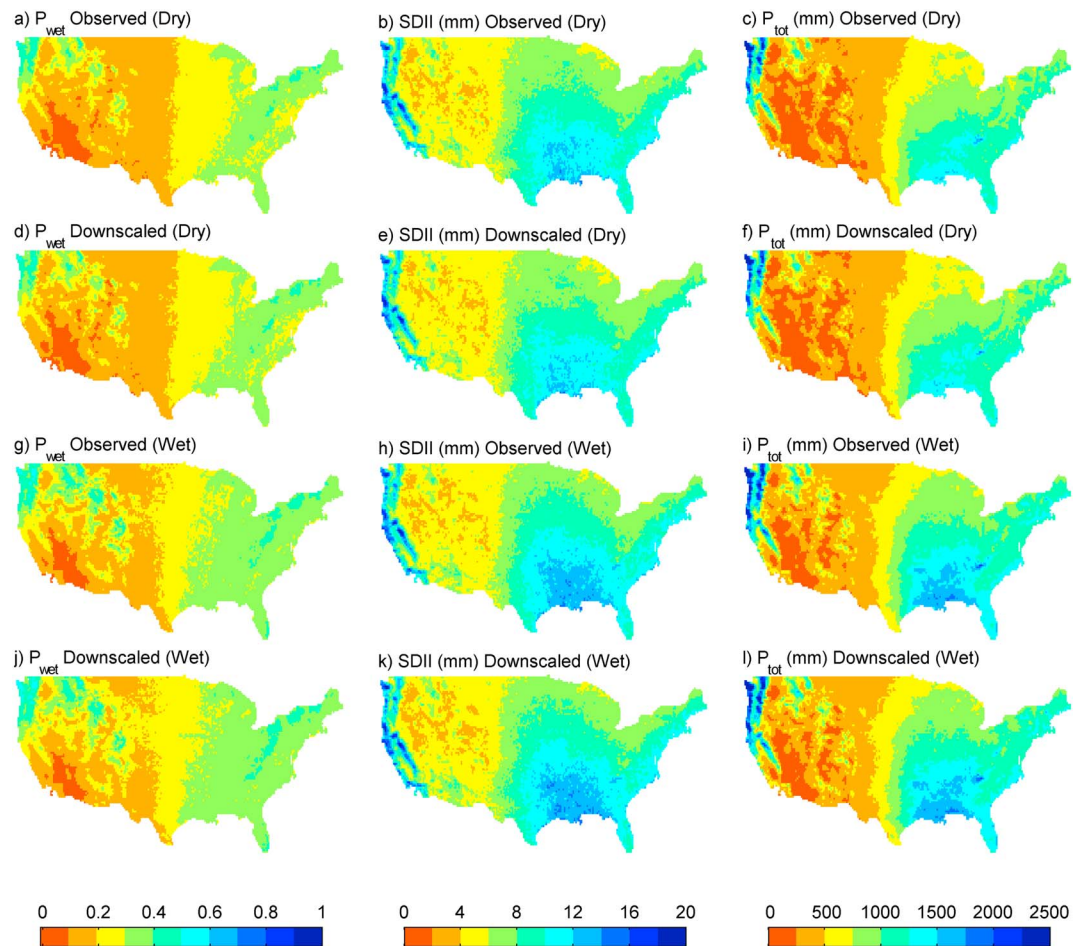 a) Pwet Observed (Dry)
b) SDII (mm) Observed (Dry)
c) Ptot (mm) Observed (Dry)
d) Pwet Downscaled (Dry)
e) SDII (mm) Downscaled (Dry)
f) Ptot (mm) Downscaled (Dry)
g) Pwet Observed (Wet)
h) SDII (mm) Observed (Wet)
i) Ptot (mm) Observed (Wet)
j) Pwet Downscaled (Wet)
k) SDII (mm) Downscaled (Wet)
l) Ptot (mm) Downscaled (Wet)
0 0.2 0.4 0.6 0.8 1
0 4 8 12 16 20
0 500 1000 1500 2000 2500